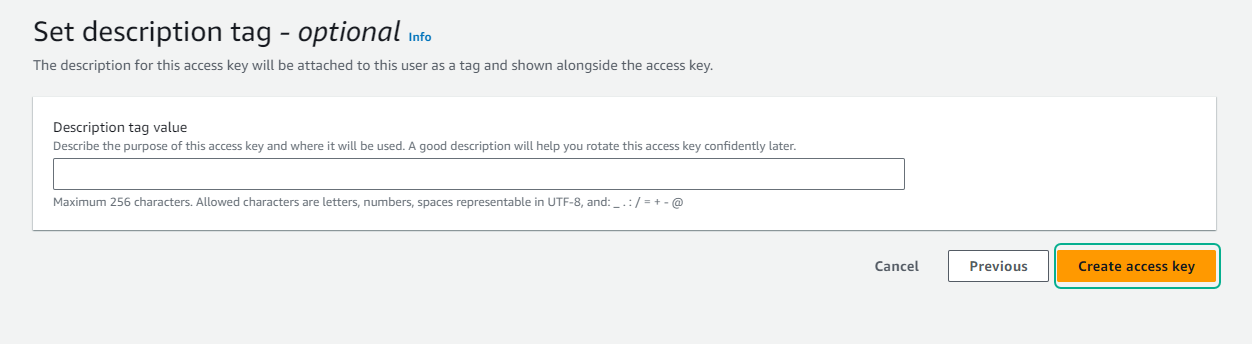 Set description tag - optional Info
The description for this access key will be attached to this user as a tag and shown alongside the access key.
Description tag value
Describe the purpose of this access key and where it will be used. A good description will help you rotate this access key confidently later.
Maximum 256 characters. Allowed characters are letters, numbers, spaces representable in UTF-8, and: _ . : / = + - @
Cancel Previous Create access key